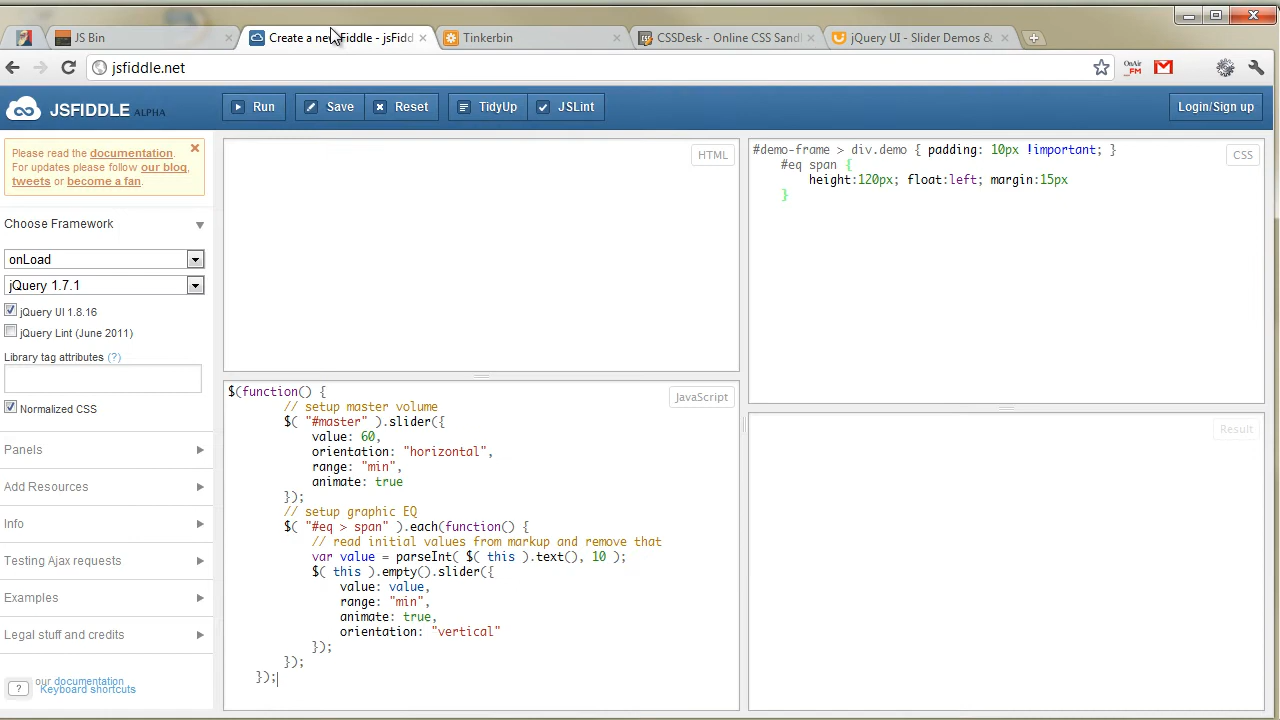 JS Bin
Create a new Fiddle - jsFidd
Tinkerbin
CSSDesk - Online CSS Sandl
jQuery UI - Slider Demos &
jsfiddle.net
OnAir
_FM
JSFIDDLE ALPHA
Run
Save
Reset
TidyUp
JSLint
Login/Sign up
Please read the documentation.
For updates please follow our blog,
tweets or become a fan.
Choose Framework
onLoad
jQuery 1.7.1
jQuery UI 1.8.16
jQuery Lint (June 2011)
Library tag attributes (?)
Normalized CSS
Panels
Add Resources
Info
Testing Ajax requests
Examples
Legal stuff and credits
our documentation
? Keyboard shortcuts
HTML
#demo-frame > div.demo { padding: 10px !important; }
#eq span {
height:120px; float:left; margin:15px
}
CSS
$(function() {
// setup master volume
$( "#master" ).slider({
value: 60,
orientation: "horizontal",
range: "min",
animate: true
});
// setup graphic EQ
$( "#eq > span" ).each(function() {
// read initial values from markup and remove that
var value = parseInt( $( this ).text(), 10 );
$( this ).empty().slider({
value: value,
range: "min",
animate: true,
orientation: "vertical"
});
});
});
JavaScript
Result